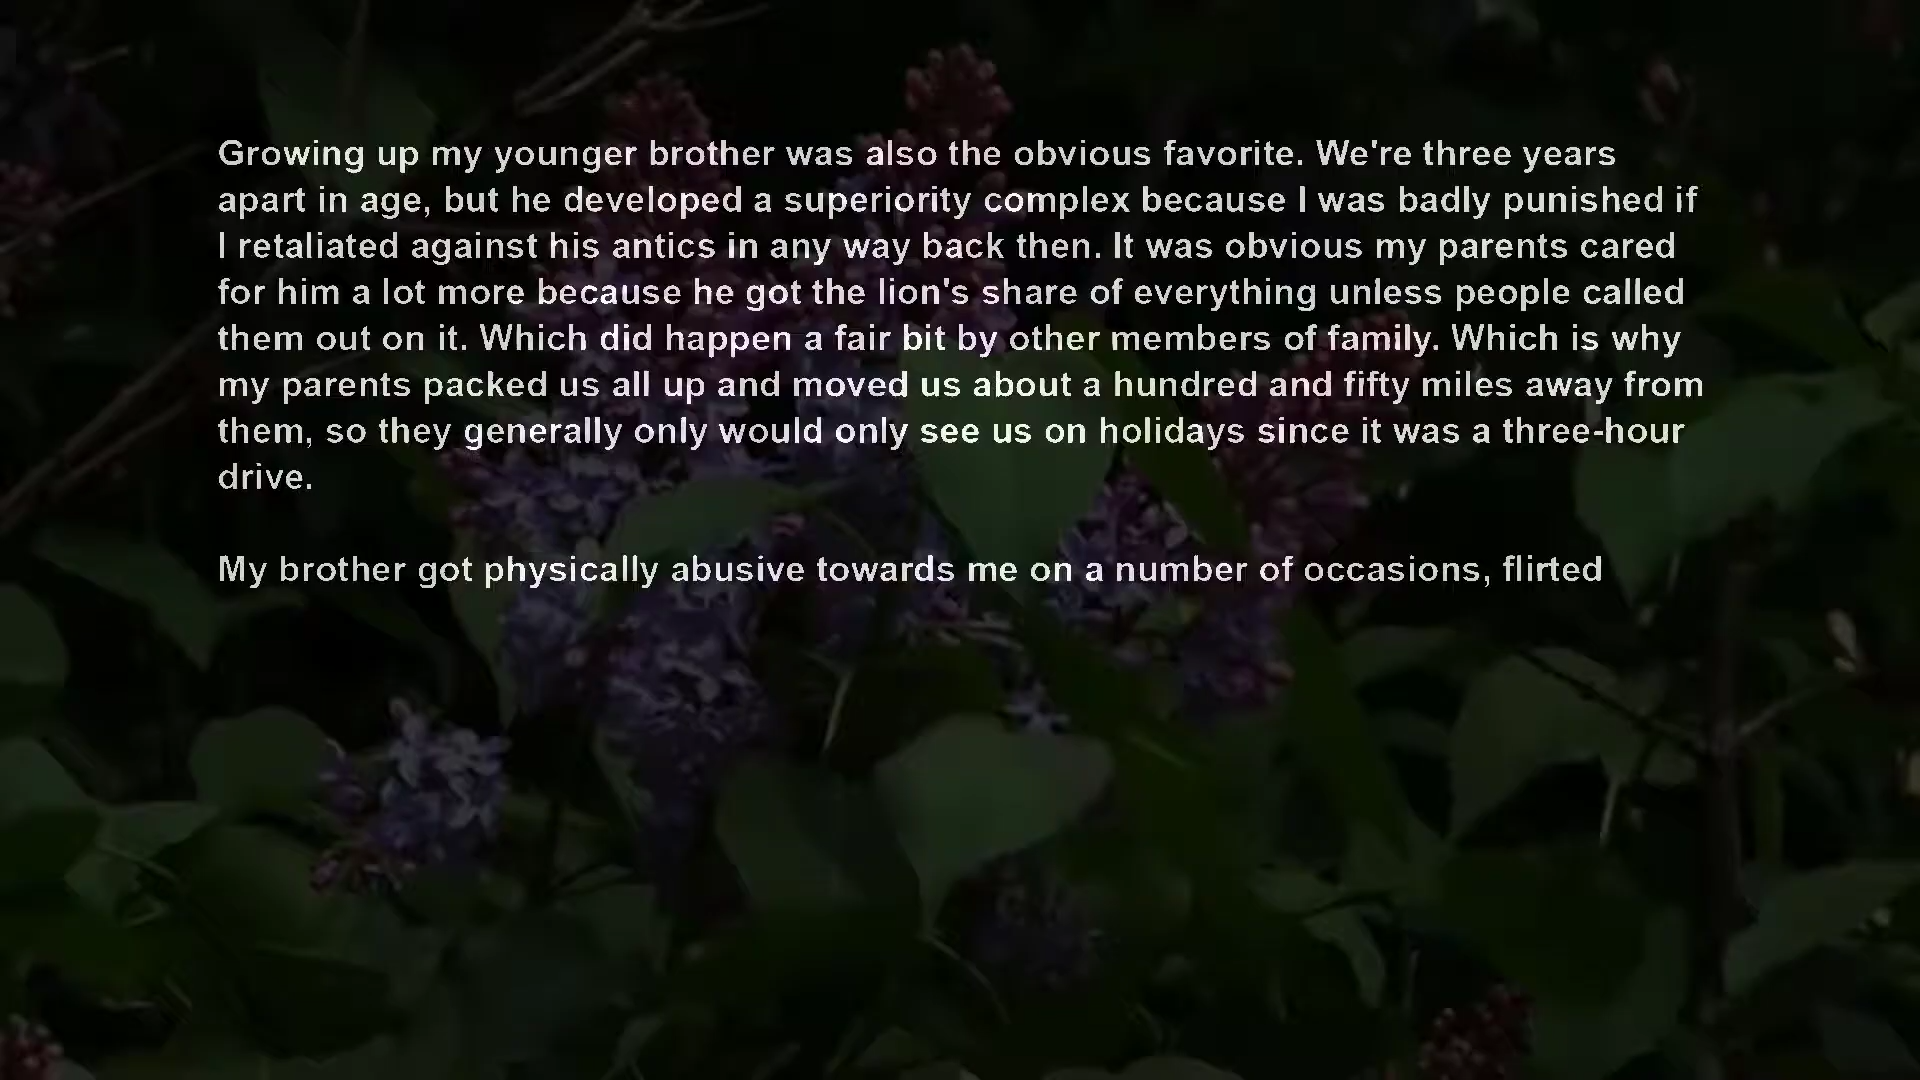 Growing up my younger brother was also the obvious favorite. We're three years
apart in age, but he developed a superiority complex because I was badly punished if
I retaliated against his antics in any way back then. It was obvious my parents cared
for him a lot more because he got the lion's share of everything unless people called
them out on it. Which did happen a fair bit by other members of family. Which is why
my parents packed us all up and moved us about a hundred and fifty miles away from
them, so they generally only would only see us on holidays since it was a three-hour
drive.
My brother got physically abusive towards me on a number of occasions, flirted